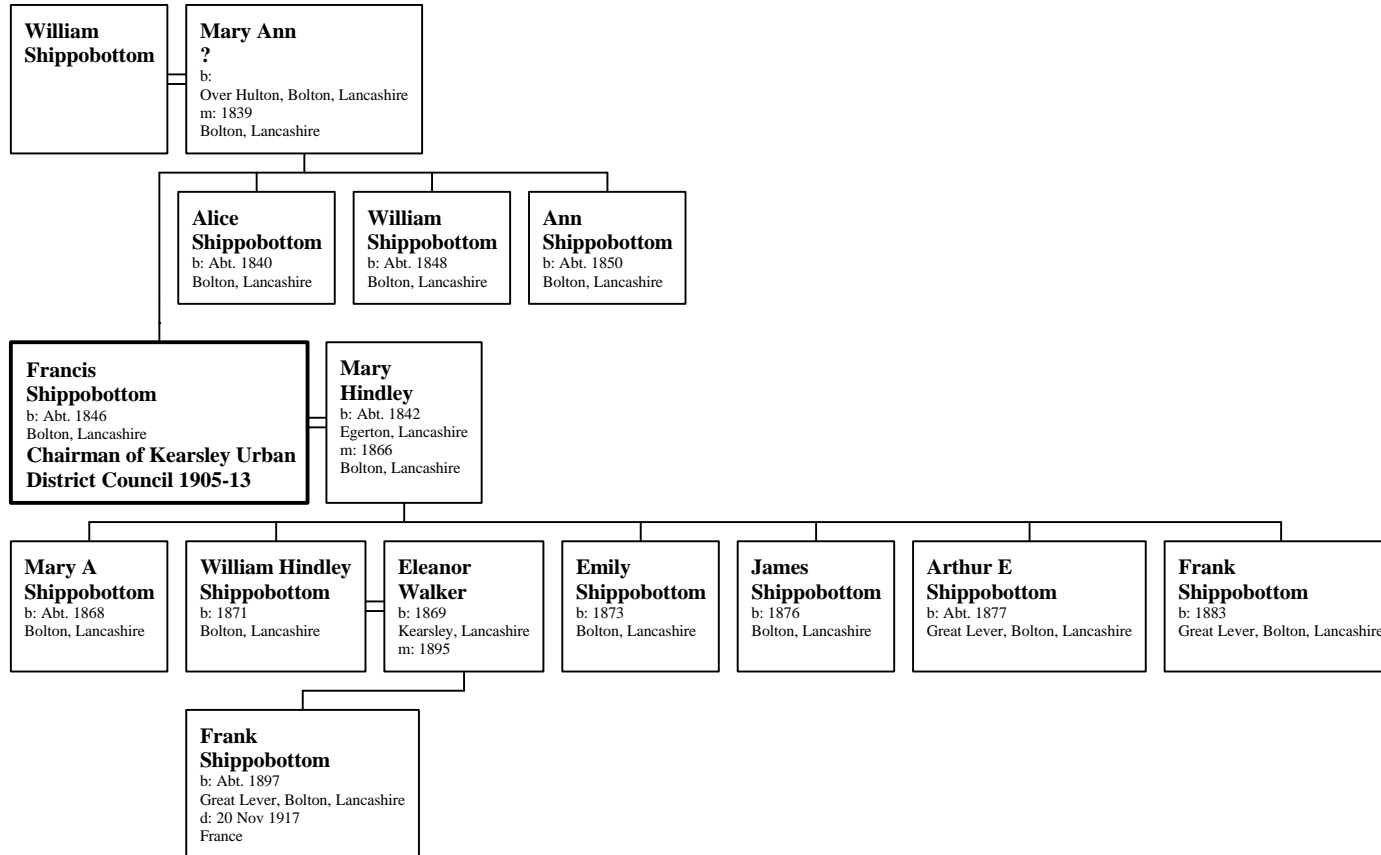 William
Shippobottom
Mary Ann
?
b:
Over Hulton, Bolton, Lancashire
m: 1839
Bolton, Lancashire
Alice
Shippobottom
b: Abt. 1840
Bolton, Lancashire
William
Shippobottom
b: Abt. 1848
Bolton, Lancashire
Ann
Shippobottom
b: Abt. 1850
Bolton, Lancashire
Francis
Shippobottom
b: Abt. 1846
Bolton, Lancashire
Chairman of Kearsley Urban
District Council 1905-13
Mary
Hindley
b: Abt. 1842
Egerton, Lancashire
m: 1866
Bolton, Lancashire
Mary A
Shippobottom
b: Abt. 1868
Bolton, Lancashire
William Hindley
Shippobottom
b: 1871
Bolton, Lancashire
Eleanor
Walker
b: 1869
Kearsley, Lancashire
m: 1895
Emily
Shippobottom
b: 1873
Bolton, Lancashire
James
Shippobottom
b: 1876
Bolton, Lancashire
Arthur E
Shippobottom
b: Abt. 1877
Great Lever, Bolton, Lancashire
Frank
Shippobottom
b: 1883
Great Lever, Bolton, Lancashire
Frank
Shippobottom
b: Abt. 1897
Great Lever, Bolton, Lancashire
d: 20 Nov 1917
France